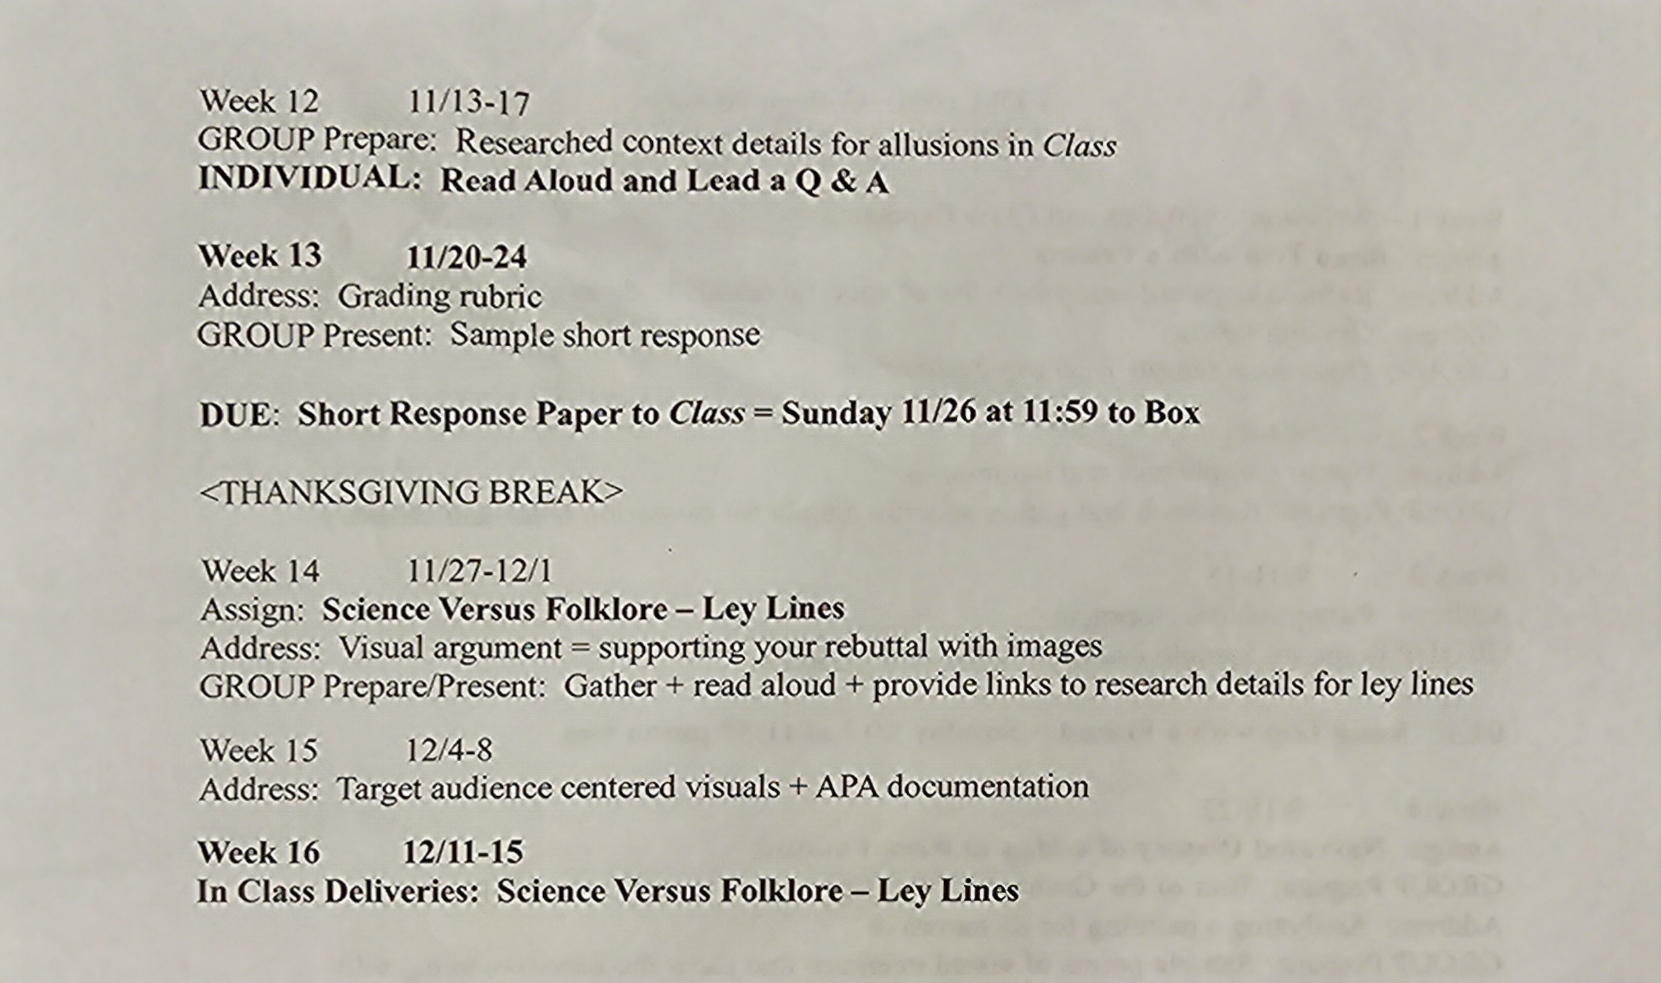 Week 12 11/13-17
GROUP Prepare: Researched context details for allusions in Class
INDIVIDUAL: Read Aloud and Lead a Q & A
Week 13 11/20-24
Address: Grading rubric
GROUP Present: Sample short response
DUE: Short Response Paper to Class = Sunday 11/26 at 11:59 to Box
<THANKSGIVING BREAK>
Week 14 11/27-12/1
Assign: Science Versus Folklore – Ley Lines
Address: Visual argument = supporting your rebuttal with images
GROUP Prepare/Present: Gather + read aloud + provide links to research details for ley lines
Week 15 12/4-8
Address: Target audience centered visuals + APA documentation
Week 16 12/11-15
In Class Deliveries: Science Versus Folklore – Ley Lines